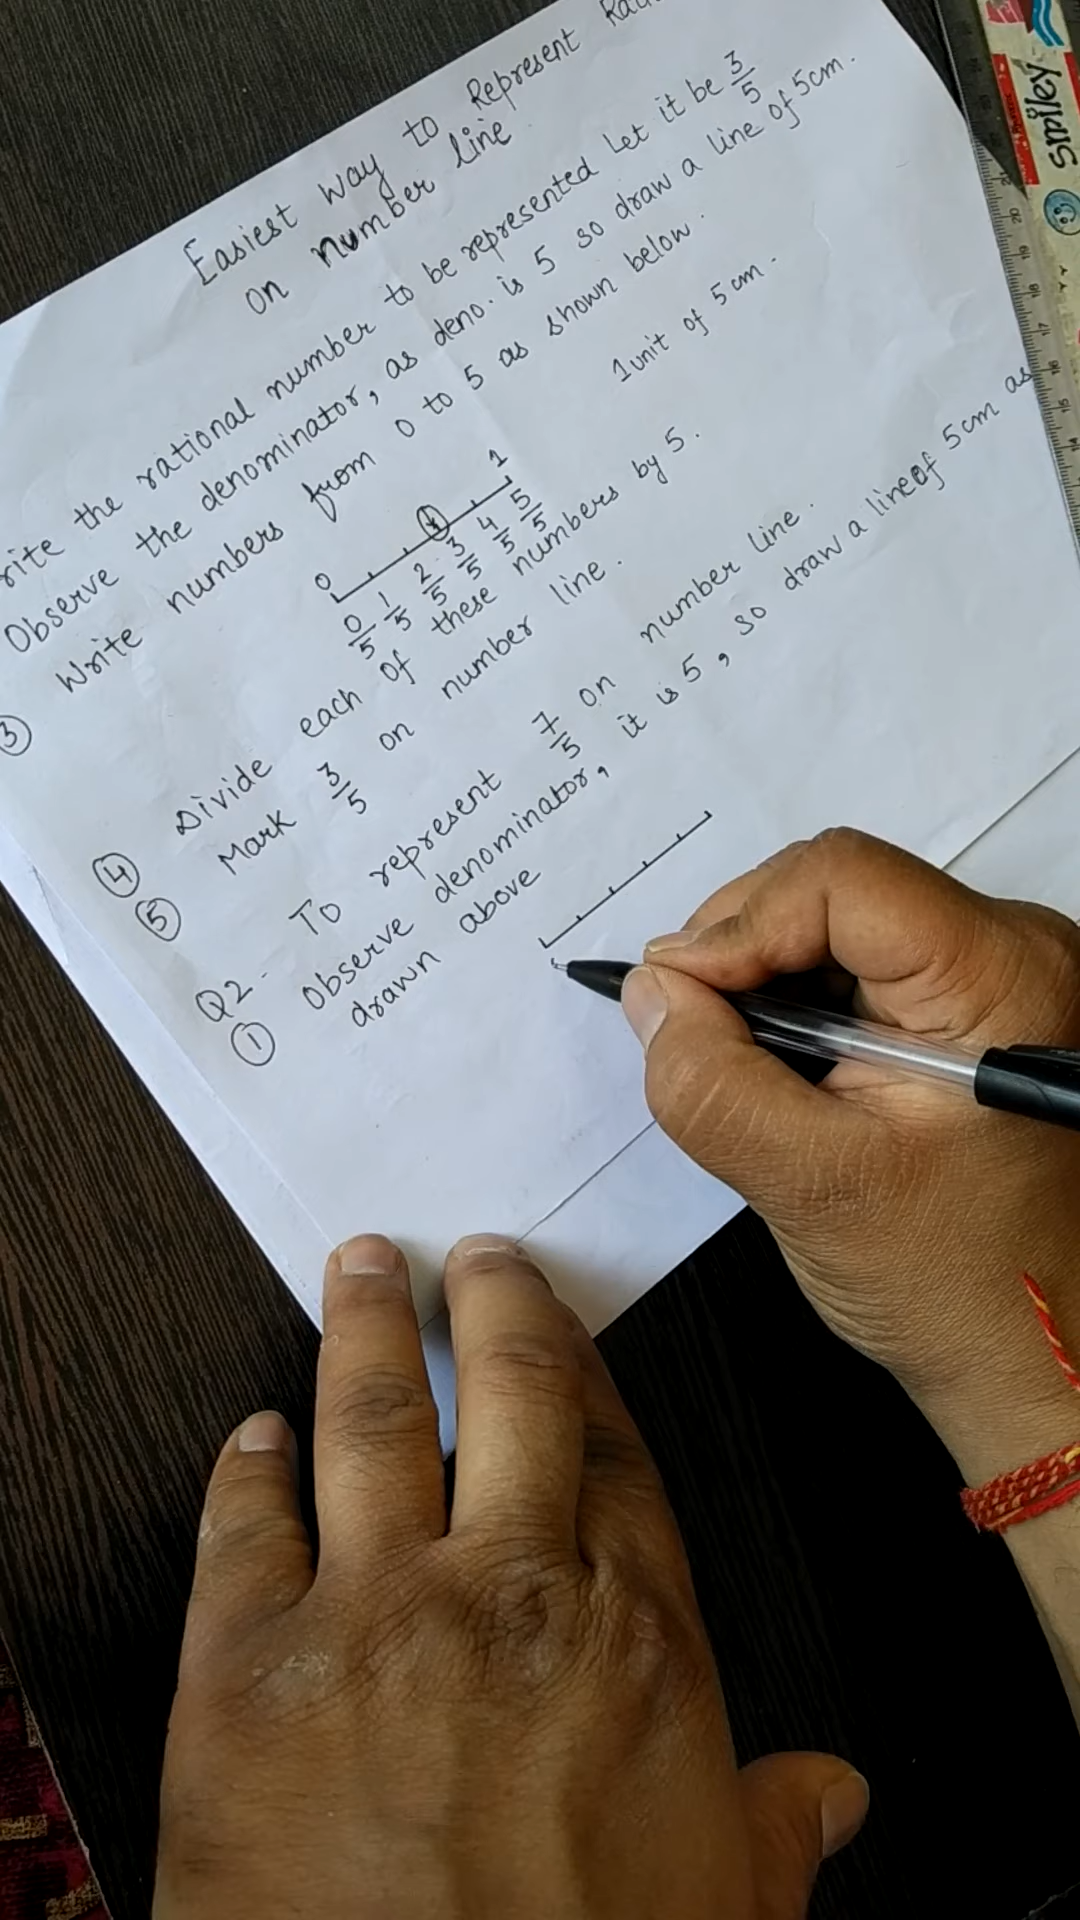 Easiest way to Represent
on number line
rite the rational number to be represented Let it be 3/5
Observe the denominator, as deno. is 5 so draw a line of 5cm.
③ Write numbers from 0 to 5 as shown below.
1unit of 5cm.
0 1
0/5 1/5 2/5 3/5 4/5 5/5
④ Divide each of these numbers by 5.
⑤ Mark 3/5 on number line.
Q2- To represent 7/5 on number line.
① Observe denominator, it is 5, so draw a line of 5cm as
drawn above
Smiley